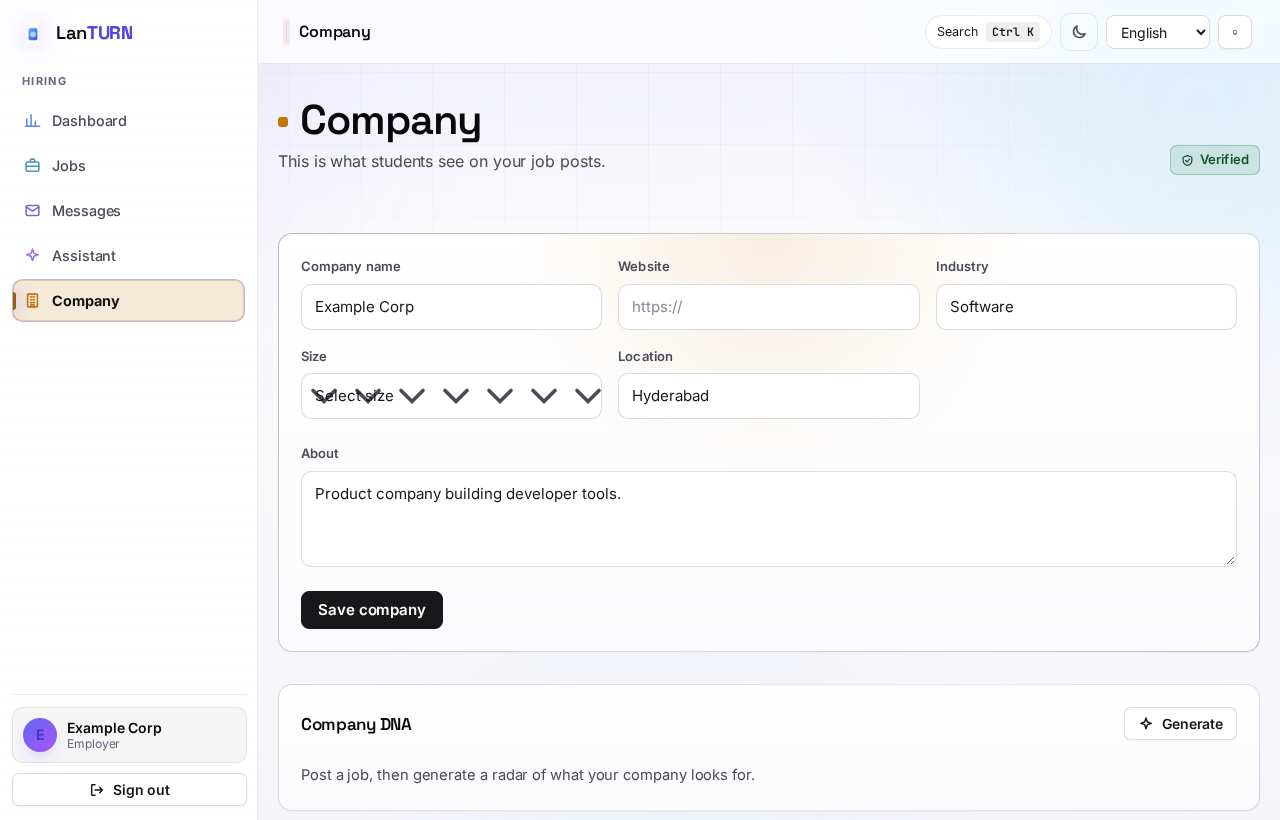 LanTURN
HIRING
Dashboard
Jobs
Messages
Assistant
Company
Example Corp
Employer
E
Sign out
Company
Search Ctrl K
English
Company
This is what students see on your job posts.
Verified
Company name
Example Corp
Website
https://
Industry
Software
Size
Select size
Location
Hyderabad
About
Product company building developer tools.
Save company
Company DNA
Generate
Post a job, then generate a radar of what your company looks for.